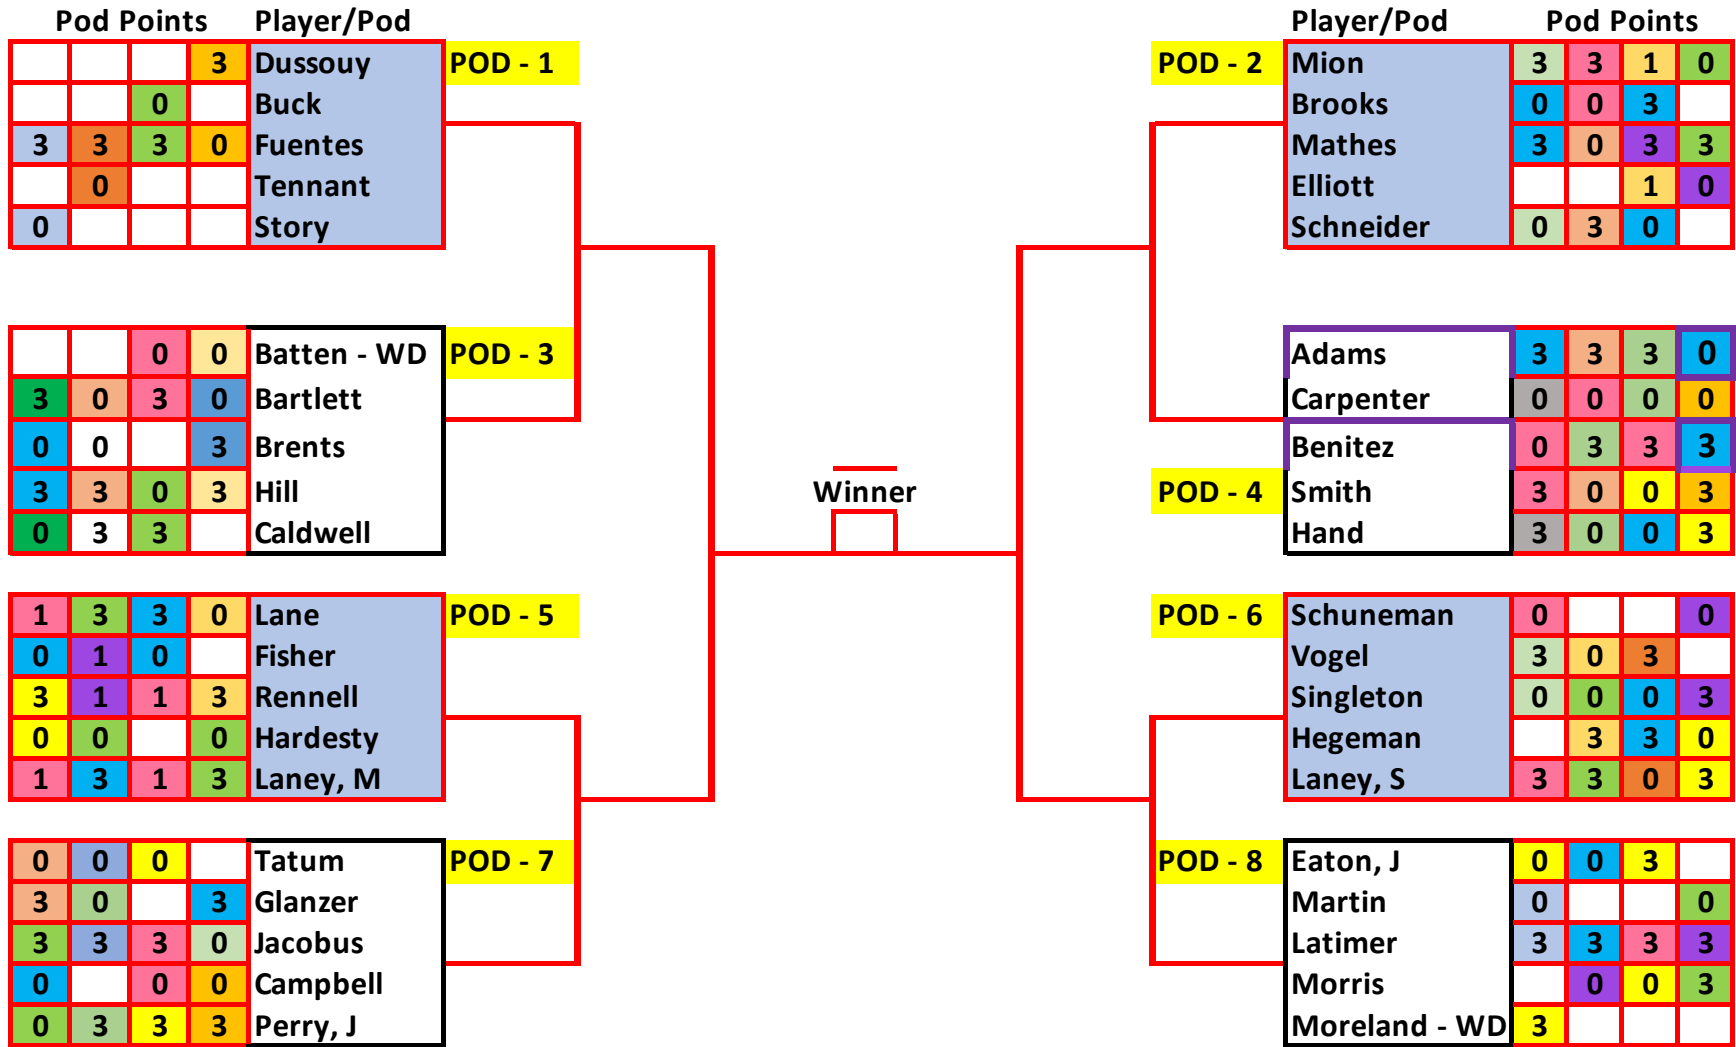 Pod Points Player/Pod Player/Pod Pod Points
3 Dussouy POD - 1 POD - 2 Mion 3 3 1 0
0 Buck Brooks 0 0 3
3 3 3 0 Fuentes Mathes 3 0 3 3
0 Tennant Elliott 1 0
0 Story Schneider 0 3 0
0 0 Batten - WD POD - 3 Adams 3 3 3 0
3 0 3 0 Bartlett Carpenter 0 0 0 0
0 0 3 Brents Benitez 0 3 3 3
3 3 0 3 Hill Winner POD - 4 Smith 3 0 0 3
0 3 3 Caldwell Hand 3 0 0 3
1 3 3 0 Lane POD - 5 POD - 6 Schuneman 0 0
0 1 0 Fisher Vogel 3 0 3
3 1 1 3 Rennell Singleton 0 0 0 3
0 0 0 Hardesty Hegeman 3 3 0
1 3 1 3 Laney, M Laney, S 3 3 0 3
0 0 0 Tatum POD - 7 POD - 8 Eaton, J 0 0 3
3 0 3 Glanzer Martin 0 0
3 3 3 0 Jacobus Latimer 3 3 3 3
0 0 0 Campbell Morris 0 0 3
0 3 3 3 Perry, J Moreland - WD 3